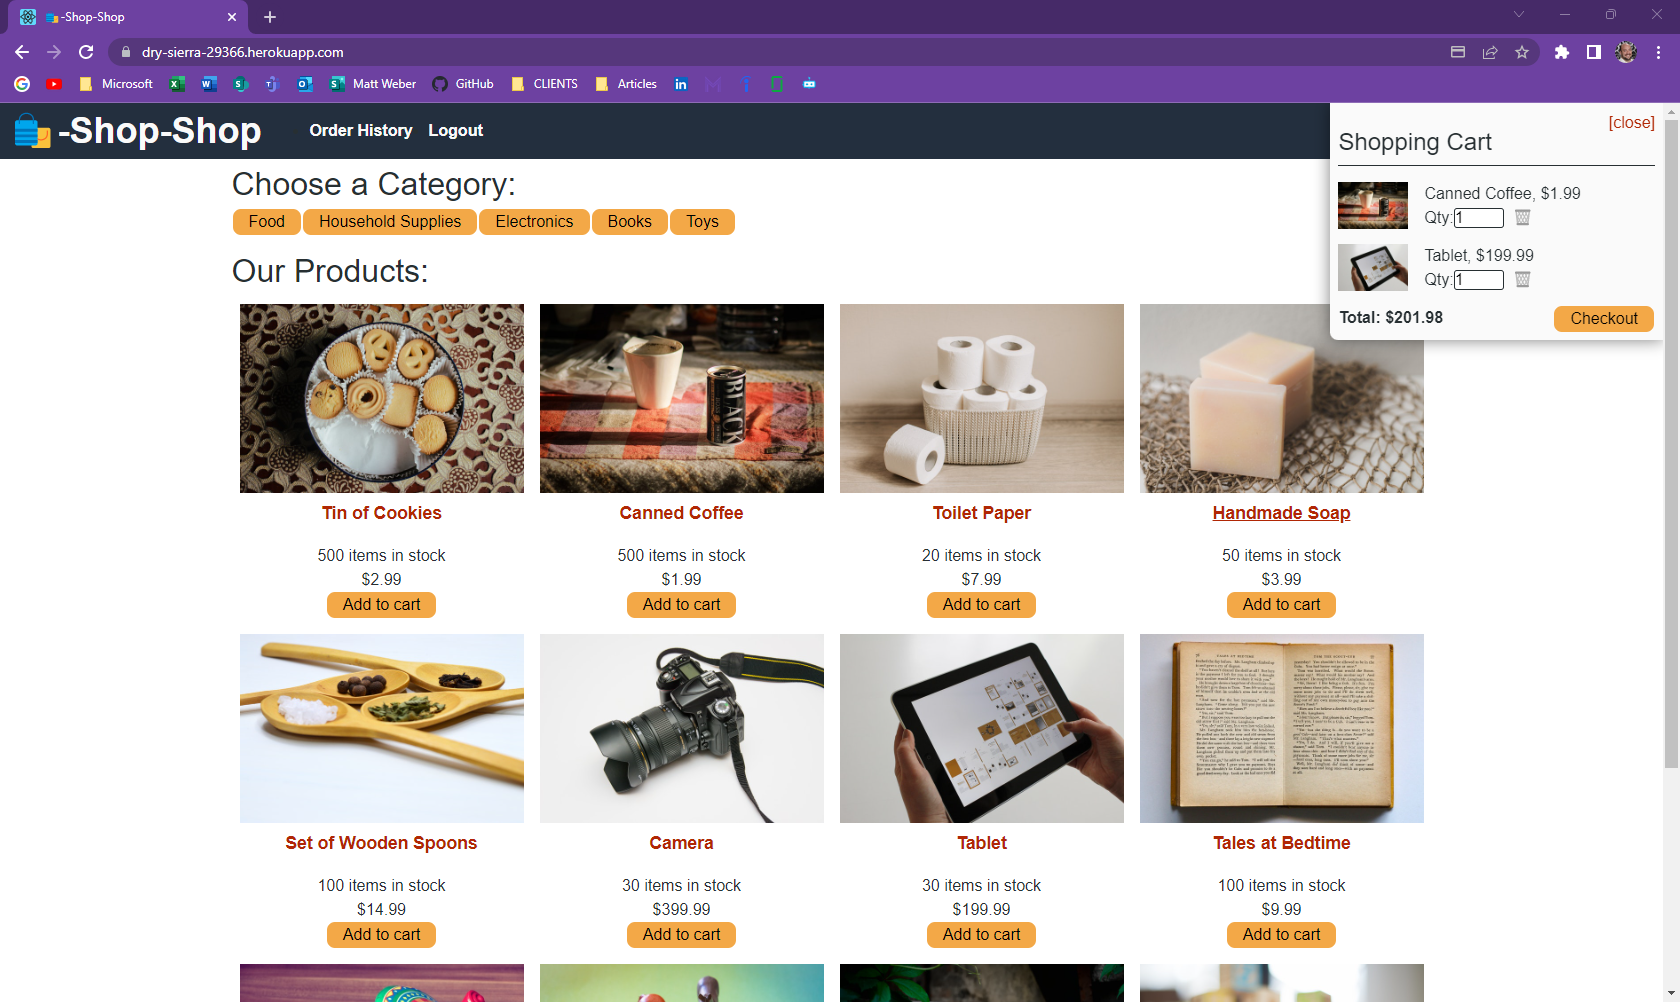 -Shop-Shop
dry-sierra-29366.herokuapp.com
Microsoft
Matt Weber
GitHub
CLIENTS
Articles
-Shop-Shop
Order History
Logout
[close]
Shopping Cart
Canned Coffee, $1.99
Qty:1
Tablet, $199.99
Qty:1
Total: $201.98
Checkout
Choose a Category:
Food
Household Supplies
Electronics
Books
Toys
Our Products:
BLACK
Tin of Cookies
Canned Coffee
Toilet Paper
Handmade Soap
500 items in stock
500 items in stock
20 items in stock
50 items in stock
$2.99
$1.99
$7.99
$3.99
Add to cart
Add to cart
Add to cart
Add to cart
Set of Wooden Spoons
Camera
Tablet
Tales at Bedtime
100 items in stock
30 items in stock
30 items in stock
100 items in stock
$14.99
$399.99
$199.99
$9.99
Add to cart
Add to cart
Add to cart
Add to cart